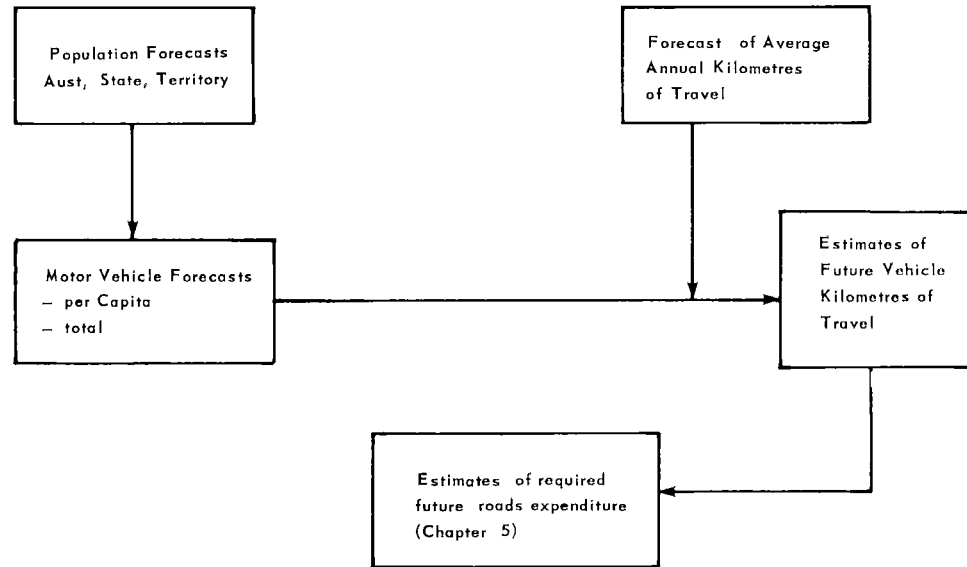 Population Forecasts
Aust, State, Territory
Forecast of Average
Annual Kilometres
of Travel
Motor Vehicle Forecasts
– per Capita
– total
Estimates of
Future Vehicle
Kilometres of
Travel
Estimates of required
future roads expenditure
(Chapter 5)